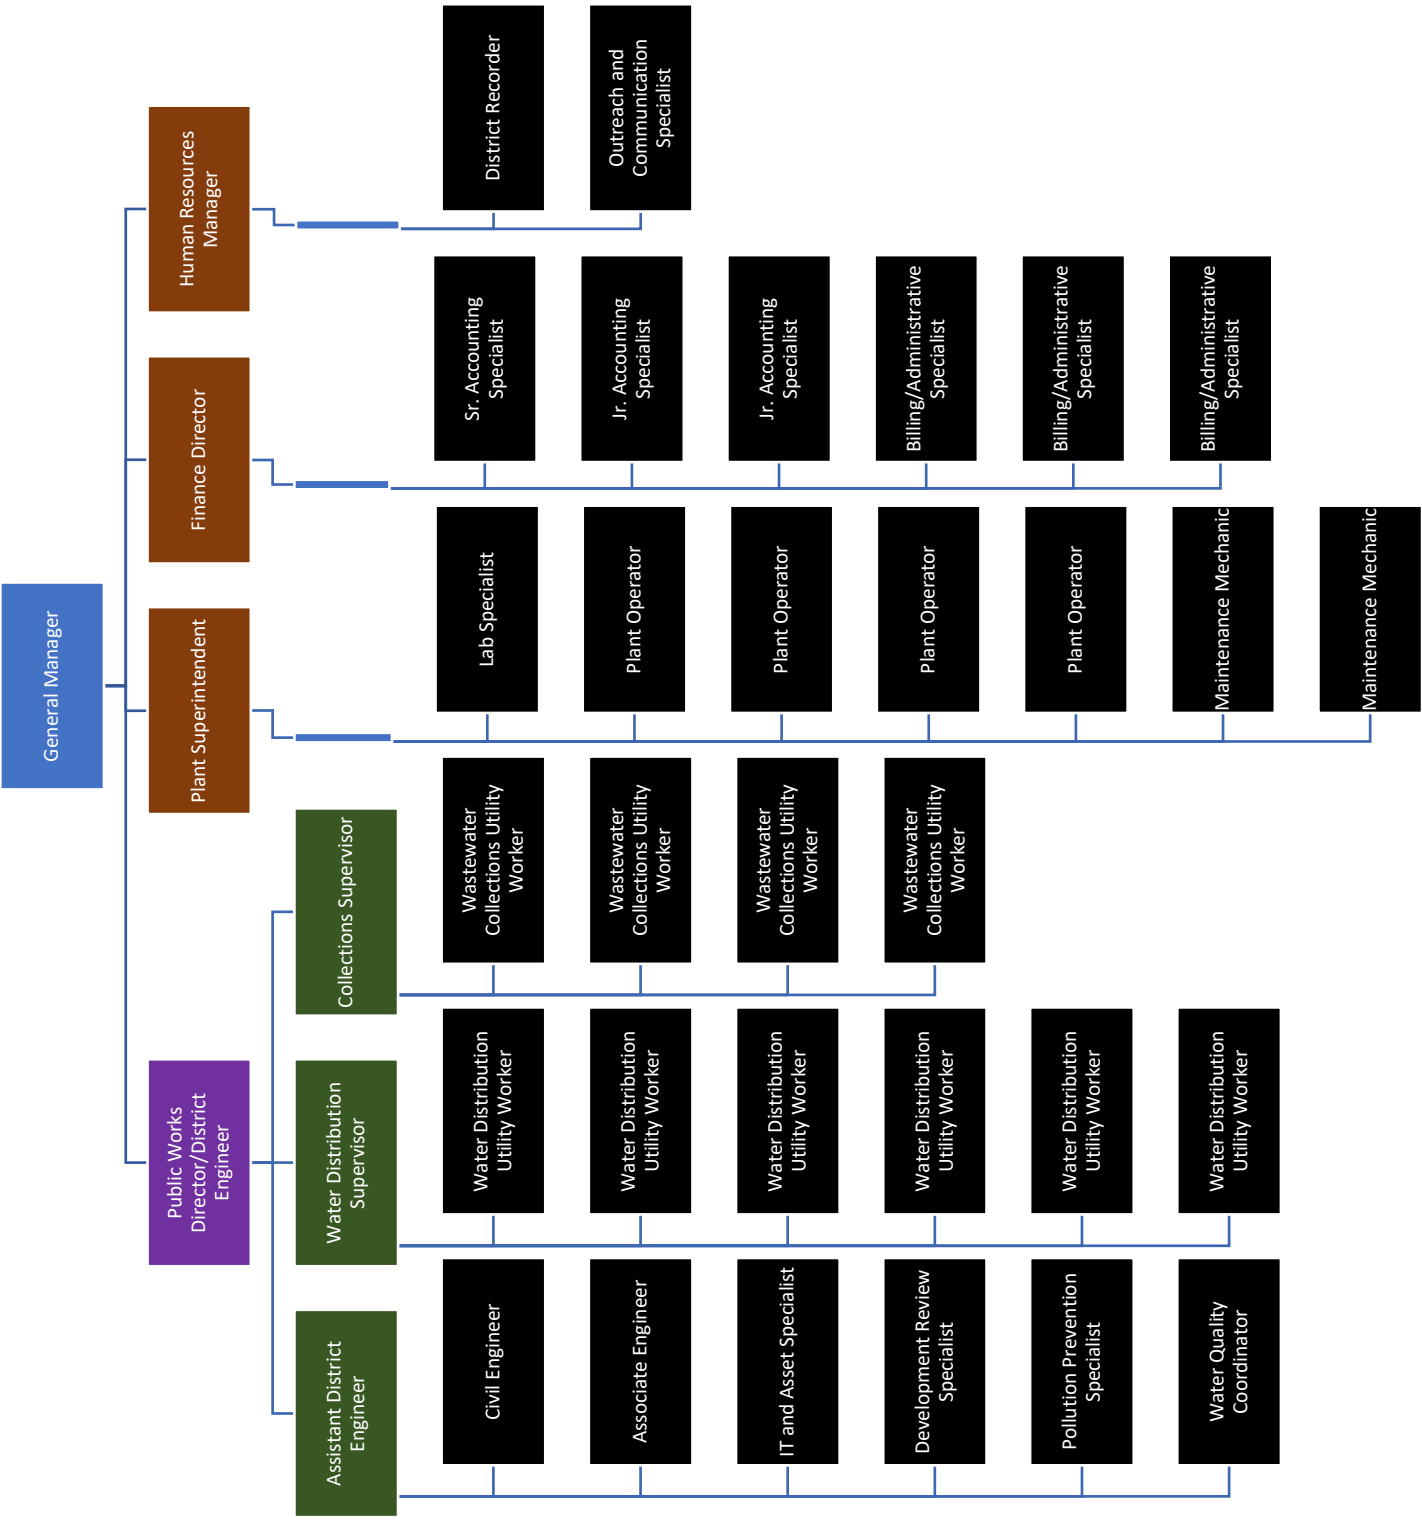 General Manager
Public Works
Director/District
Engineer
Plant Superintendent
Finance Director
Human Resources
Manager
Assistant District
Engineer
Water Distribution
Supervisor
Collections Supervisor
Civil Engineer
Associate Engineer
IT and Asset Specialist
Development Review
Specialist
Pollution Prevention
Specialist
Water Quality
Coordinator
Water Distribution
Utility Worker
Water Distribution
Utility Worker
Water Distribution
Utility Worker
Water Distribution
Utility Worker
Water Distribution
Utility Worker
Water Distribution
Utility Worker
Wastewater
Collections Utility
Worker
Wastewater
Collections Utility
Worker
Wastewater
Collections Utility
Worker
Wastewater
Collections Utility
Worker
Lab Specialist
Plant Operator
Plant Operator
Plant Operator
Plant Operator
Maintenance Mechanic
Maintenance Mechanic
Sr. Accounting
Specialist
Jr. Accounting
Specialist
Jr. Accounting
Specialist
Billing/Administrative
Specialist
Billing/Administrative
Specialist
Billing/Administrative
Specialist
District Recorder
Outreach and
Communication
Specialist